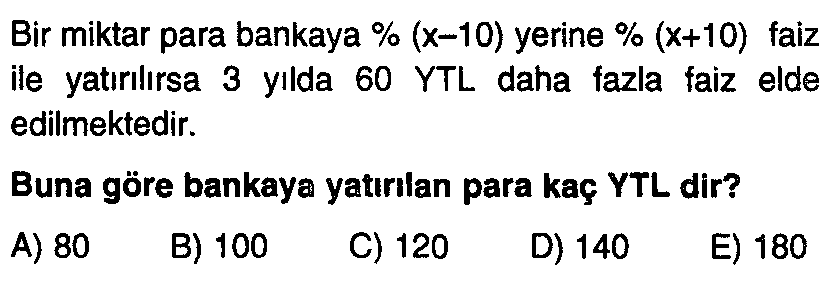 Bir miktar para bankaya % (x–10) yerine % (x+10) faiz
ile yatırılırsa 3 yılda 60 YTL daha fazla faiz elde
edilmektedir.
Buna göre bankaya yatırılan para kaç YTL dir?
A) 80 B) 100 C) 120 D) 140 E) 180